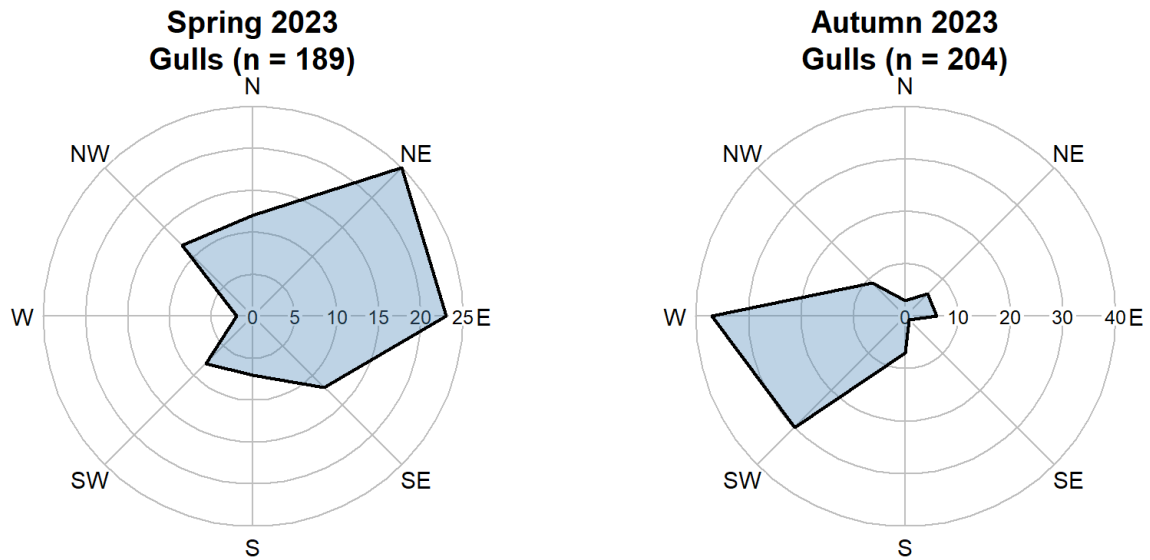 Spring 2023
Gulls (n = 189)
N
NW
NE
W
0 5 10 15 20 25 E
SW
SE
S
Autumn 2023
Gulls (n = 204)
N
NW
NE
W
0 10 20 30 40 E
SW
SE
S